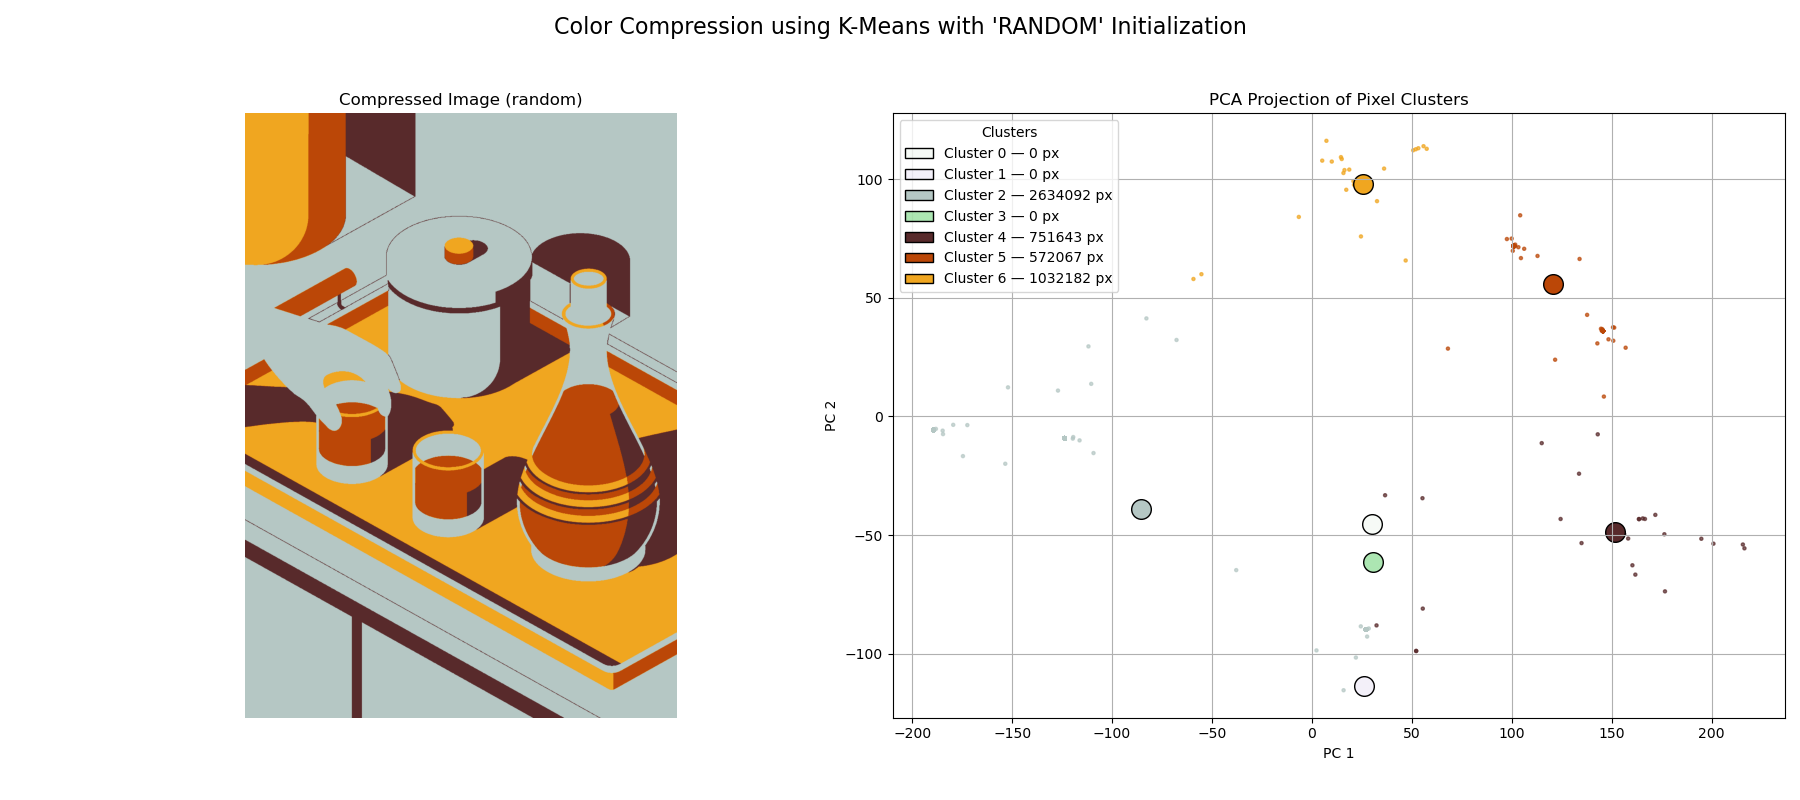 Color Compression using K-Means with 'RANDOM' Initialization
Compressed Image (random)
PCA Projection of Pixel Clusters
Clusters
Cluster 0 — 0 px
Cluster 1 — 0 px
Cluster 2 — 2634092 px
Cluster 3 — 0 px
Cluster 4 — 751643 px
Cluster 5 — 572067 px
Cluster 6 — 1032182 px
PC 2
100
50
0
−50
−100
−200
−150
−100
−50
0
50
100
150
200
PC 1